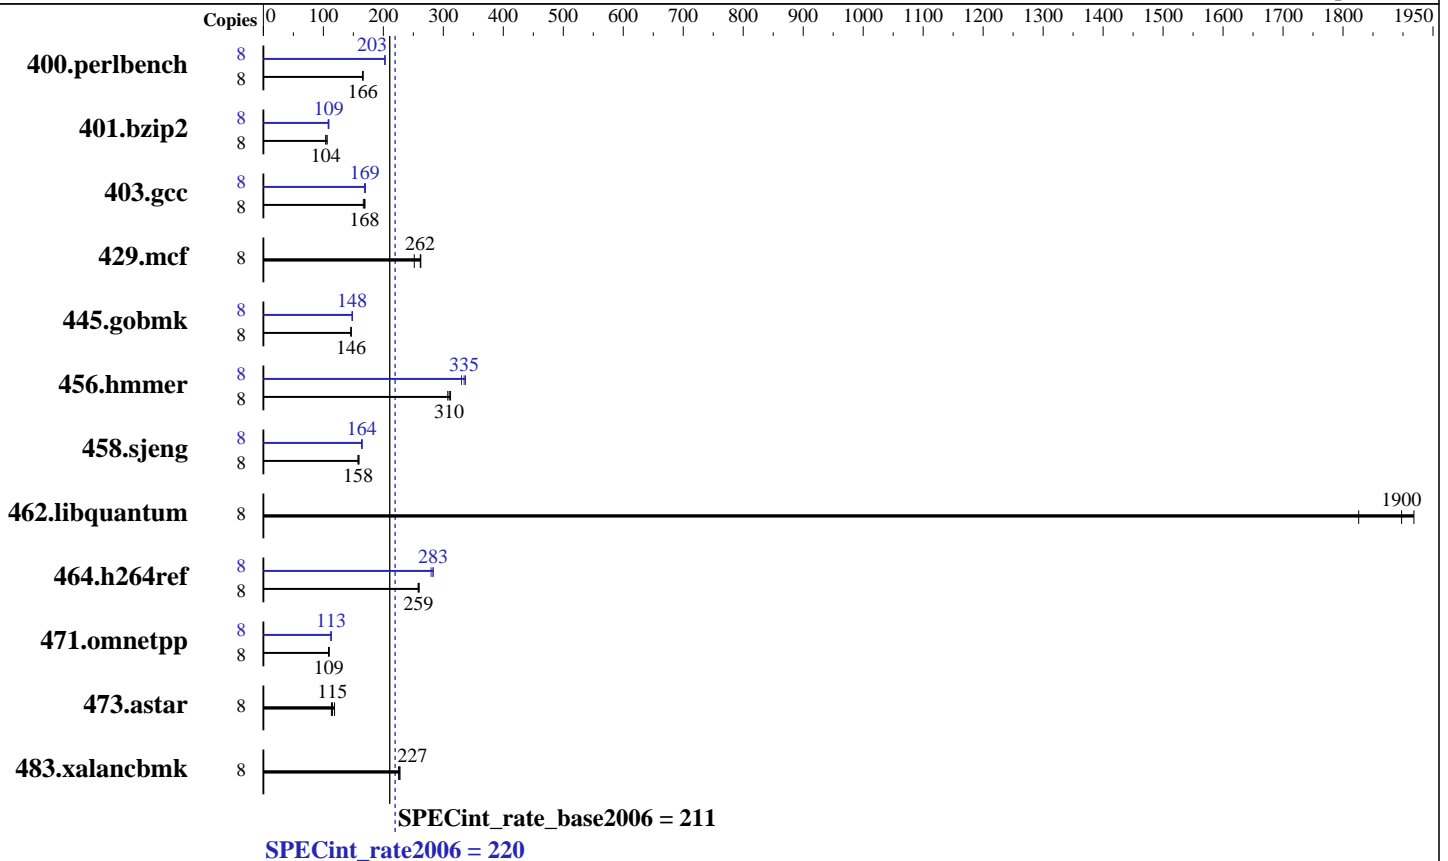 Copies 0 100 200 300 400 500 600 700 800 900 1000 1100 1200 1300 1400 1500 1600 1700 1800 1950
400.perlbench 8 203
8 166
401.bzip2 8 109
8 104
403.gcc 8 169
8 168
429.mcf 8 262
445.gobmk 8 148
8 146
456.hmmer 8 335
8 310
458.sjeng 8 164
8 158
462.libquantum 8 1900
464.h264ref 8 283
8 259
471.omnetpp 8 113
8 109
473.astar 8 115
483.xalancbmk 8 227
SPECint_rate_base2006 = 211
SPECint_rate2006 = 220